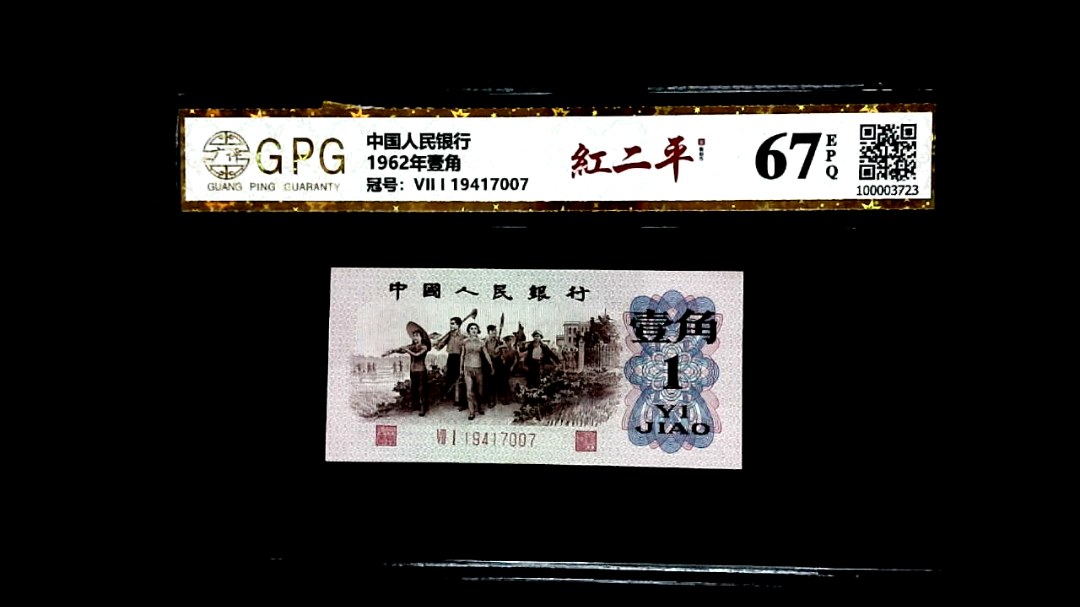 GPG
GUANG PING GUARANTY
中国人民银行
1962年壹角
冠号：VII I 19417007
紅二平
67
EPQ
100003723
中國人民銀行
壹角
1
YI
JIAO
VII I 19417007